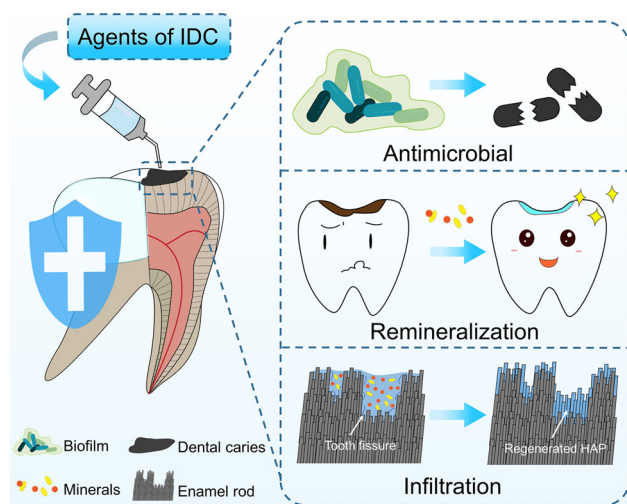 Agents of IDC
Antimicrobial
Remineralization
Tooth fissure
Regenerated HAP
Infiltration
Biofilm
Dental caries
Minerals
Enamel rod